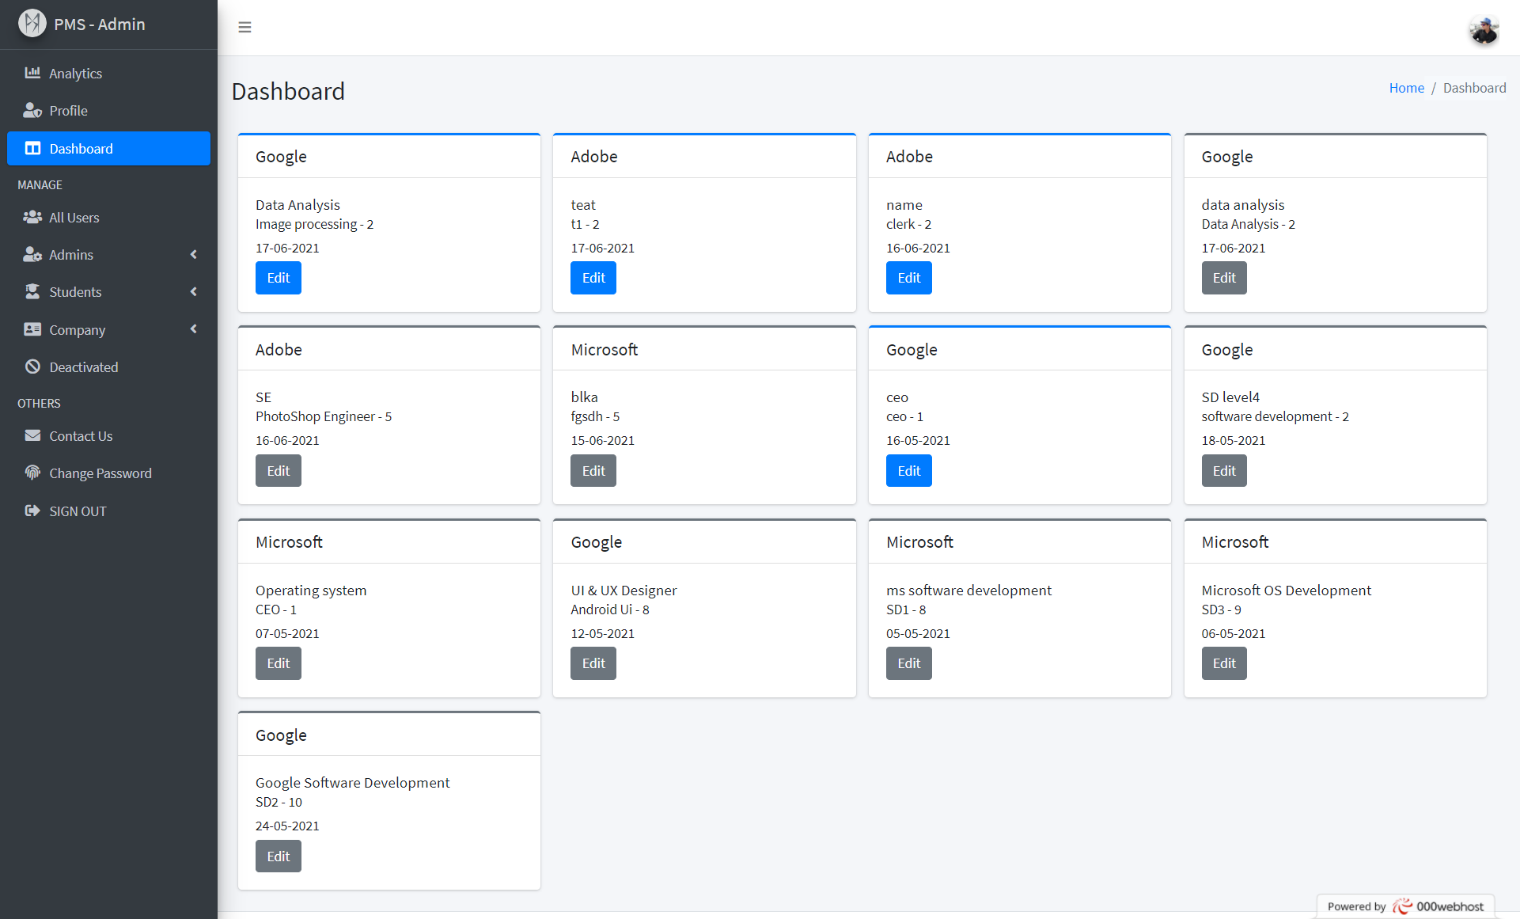 PMS - Admin
Analytics
Profile
Dashboard
MANAGE
All Users
Admins
Students
Company
Deactivated
OTHERS
Contact Us
Change Password
SIGN OUT
Dashboard
Home / Dashboard
Google
Data Analysis
Image processing - 2
17-06-2021
Edit
Adobe
teat
t1 - 2
17-06-2021
Edit
Adobe
name
clerk - 2
16-06-2021
Edit
Google
data analysis
Data Analysis - 2
17-06-2021
Edit
Adobe
SE
PhotoShop Engineer - 5
16-06-2021
Edit
Microsoft
blka
fgsdh - 5
15-06-2021
Edit
Google
ceo
ceo - 1
16-05-2021
Edit
Google
SD level4
software development - 2
18-05-2021
Edit
Microsoft
Operating system
CEO - 1
07-05-2021
Edit
Google
UI & UX Designer
Android Ui - 8
12-05-2021
Edit
Microsoft
ms software development
SD1 - 8
05-05-2021
Edit
Microsoft
Microsoft OS Development
SD3 - 9
06-05-2021
Edit
Google
Google Software Development
SD2 - 10
24-05-2021
Edit
Powered by 000webhost